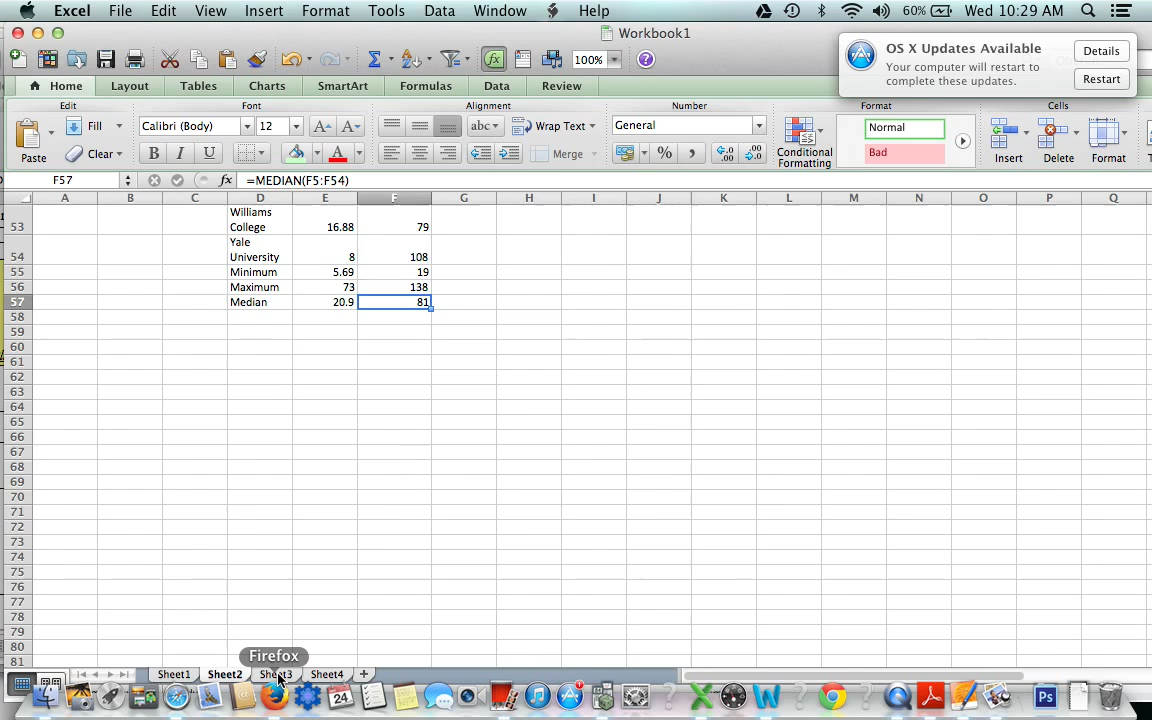 Excel File Edit View Insert Format Tools Data Window Help 60% Wed 10:29 AM
Workbook1
OS X Updates Available
Your computer will restart to
complete these updates.
Details
Restart
100%
Home Layout Tables Charts SmartArt Formulas Data Review
Edit Font Alignment Number Format Cells
Fill Calibri (Body) 12 A A abc Wrap Text General Normal
Paste Clear B I U A Merge % , .00 .0 Conditional Formatting Bad Insert Delete Format
F57 fx =MEDIAN(F5:F54)
A B C D E F G H I J K L M N O P Q
Williams
53 College 16.88 79
Yale
54 University 8 108
55 Minimum 5.69 19
56 Maximum 73 138
57 Median 20.9 81
58
59
60
61
62
63
64
65
66
67
68
69
70
71
72
73
74
75
76
77
78
79
80
81
Firefox
Sheet1 Sheet2 Sheet3 Sheet4 +
24 W Ps